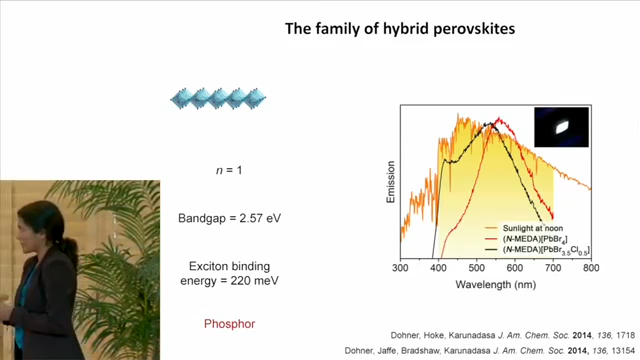 The family of hybrid perovskites
n = 1
Bandgap = 2.57 eV
Exciton binding
energy = 220 meV
Phosphor
Emission
Sunlight at noon
(N-MEDA)[PbBr4]
(N-MEDA)[PbBr3.5Cl0.5]
300 400 500 600 700 800
Wavelength (nm)
Dohner, Hoke, Karunadasa J. Am. Chem. Soc. 2014, 136, 1718
Dohner, Jaffe, Bradshaw, Karunadasa J. Am. Chem. Soc. 2014, 136, 13154